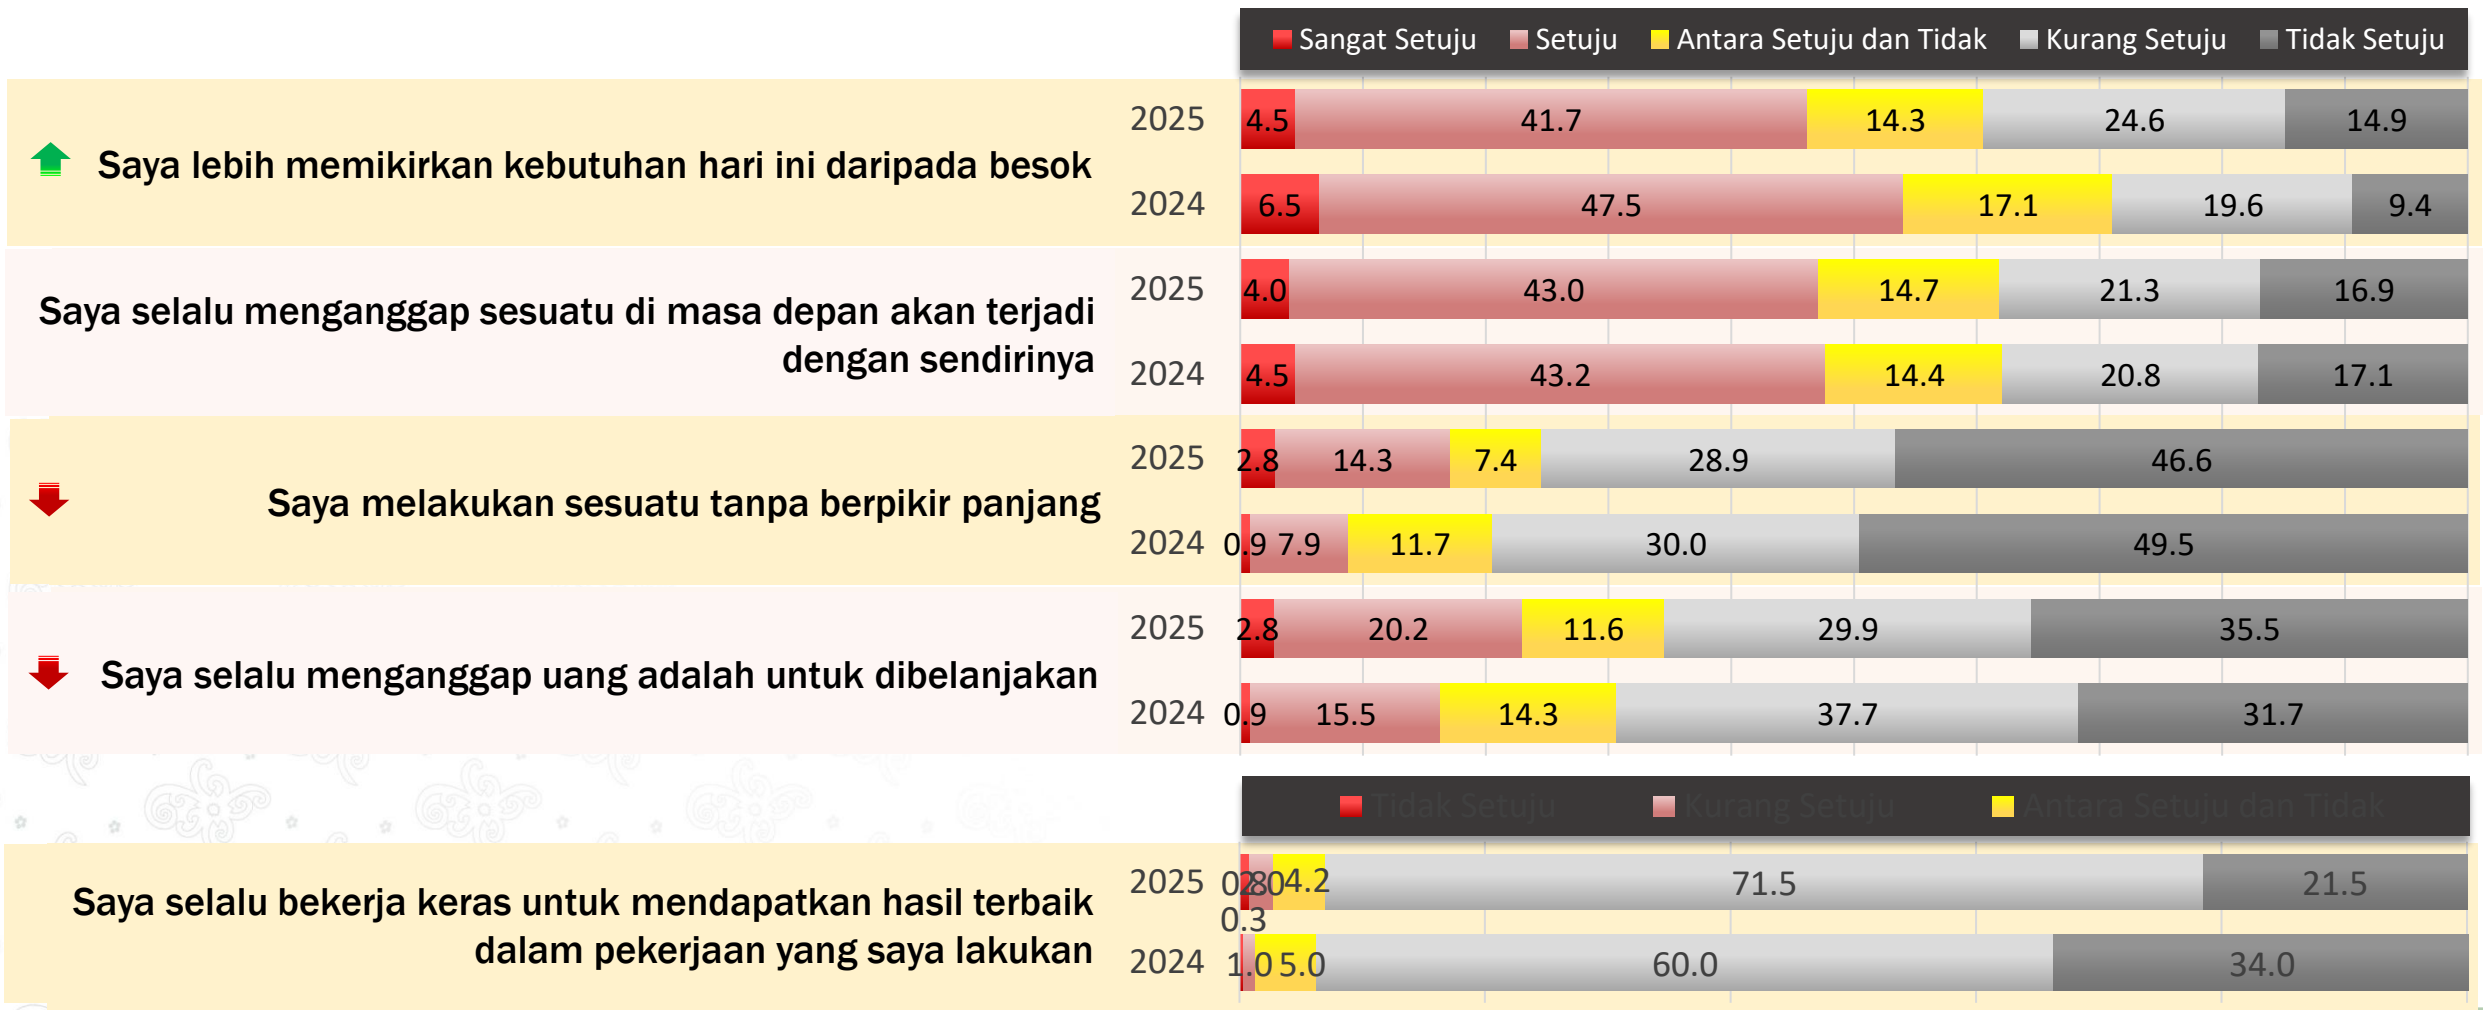 Sangat Setuju Setuju Antara Setuju dan Tidak Kurang Setuju Tidak Setuju
Saya lebih memikirkan kebutuhan hari ini daripada besok
2025 4.5 41.7 14.3 24.6 14.9
2024 6.5 47.5 17.1 19.6 9.4
Saya selalu menganggap sesuatu di masa depan akan terjadi
dengan sendirinya
2025 4.0 43.0 14.7 21.3 16.9
2024 4.5 43.2 14.4 20.8 17.1
Saya melakukan sesuatu tanpa berpikir panjang
2025 2.8 14.3 7.4 28.9 46.6
2024 0.9 7.9 11.7 30.0 49.5
Saya selalu menganggap uang adalah untuk dibelanjakan
2025 2.8 20.2 11.6 29.9 35.5
2024 0.9 15.5 14.3 37.7 31.7
Tidak Setuju Kurang Setuju Antara Setuju dan Tidak
Saya selalu bekerja keras untuk mendapatkan hasil terbaik
dalam pekerjaan yang saya lakukan
2025 0.8 2.0 4.2 71.5 21.5
2024 0.3 1.0 5.0 60.0 34.0